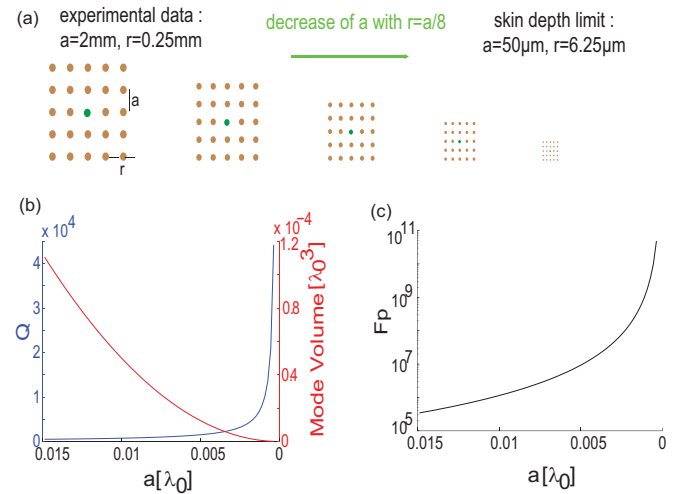 (a)
experimental data :
a=2mm, r=0.25mm
decrease of a with r=a/8
skin depth limit :
a=50µm, r=6.25µm
a
r
(b)
x 10^4
x 10^-4
4
3
2
1
0
Q
1.2
0.8
04
0
Mode Volume[λ0^3]
0.015
0.01
0.005
0
a[λ0]
(c)
10^11
10^9
10^7
10^5
Fp
0.015
0.01
0.005
0
a[λ0]